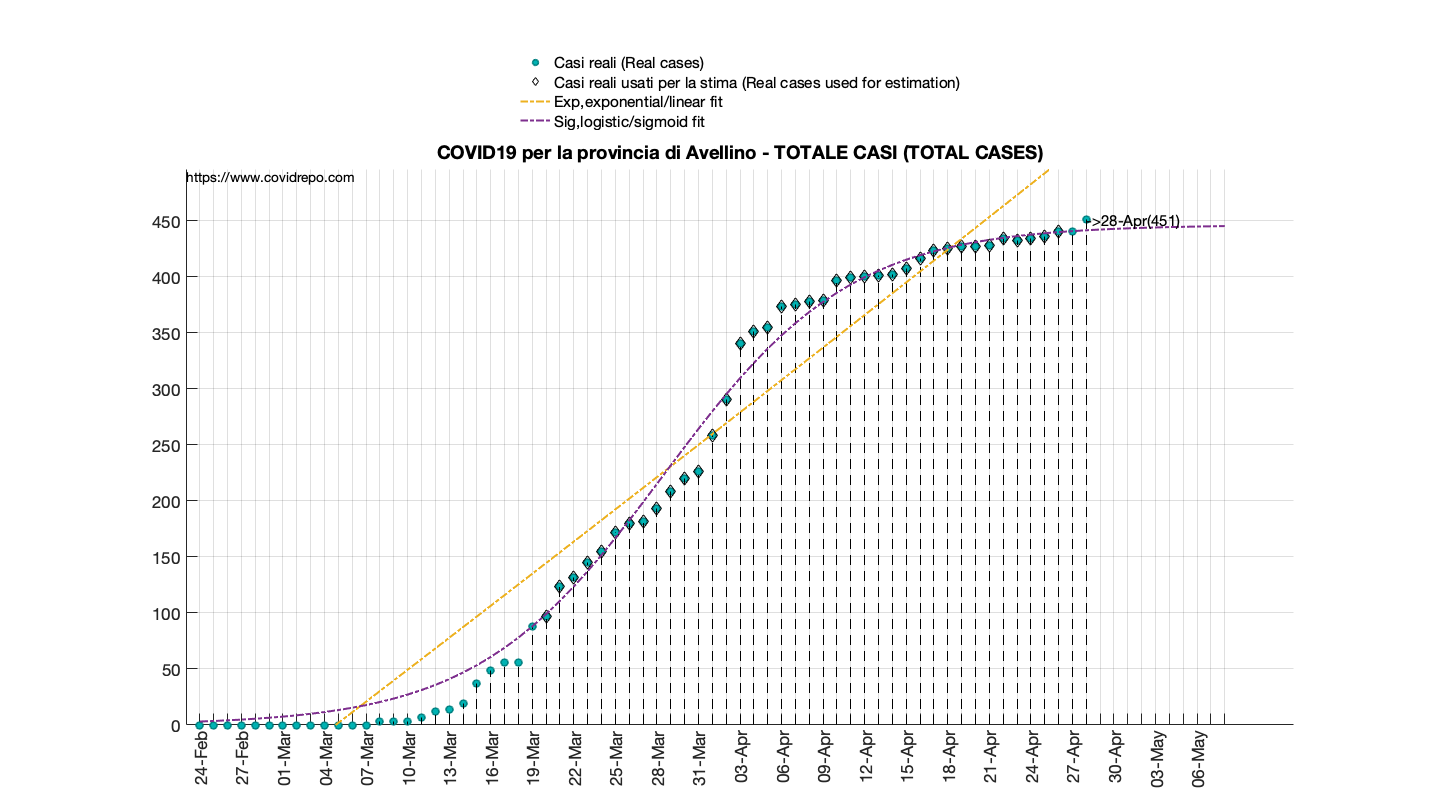 Casi reali (Real cases)
Casi reali usati per la stima (Real cases used for estimation)
Exp,exponential/linear fit
Sig,logistic/sigmoid fit
COVID19 per la provincia di Avellino - TOTALE CASI (TOTAL CASES)
https://www.covidrepo.com
450
>28-Apr(451)
400
350
300
250
200
150
100
50
0
24-Feb
27-Feb
01-Mar
04-Mar
07-Mar
10-Mar
13-Mar
16-Mar
19-Mar
22-Mar
25-Mar
28-Mar
31-Mar
03-Apr
06-Apr
09-Apr
12-Apr
15-Apr
18-Apr
21-Apr
24-Apr
27-Apr
30-Apr
03-May
06-May